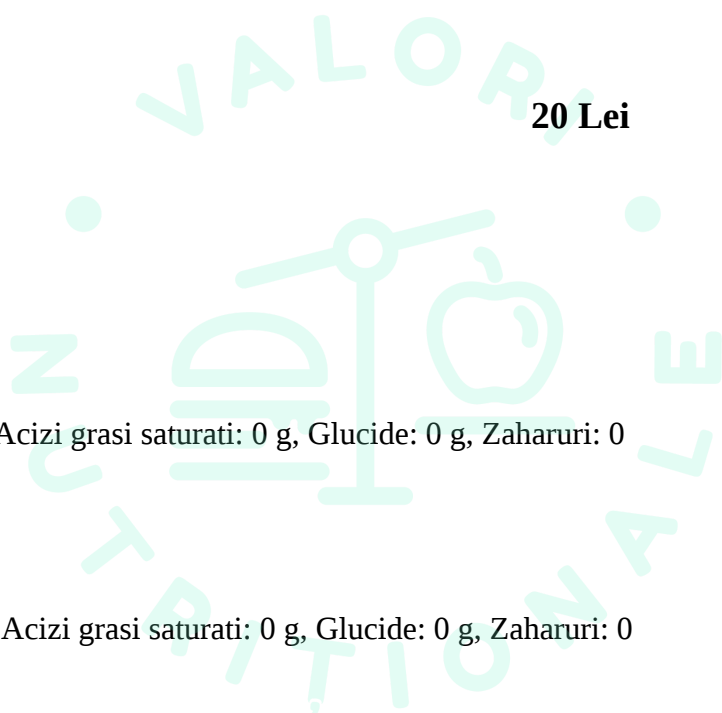 VALORI
20 Lei
Acizi grasi saturati: 0 g, Glucide: 0 g, Zaharuri: 0
Acizi grasi saturati: 0 g, Glucide: 0 g, Zaharuri: 0
NUTRITIONALE